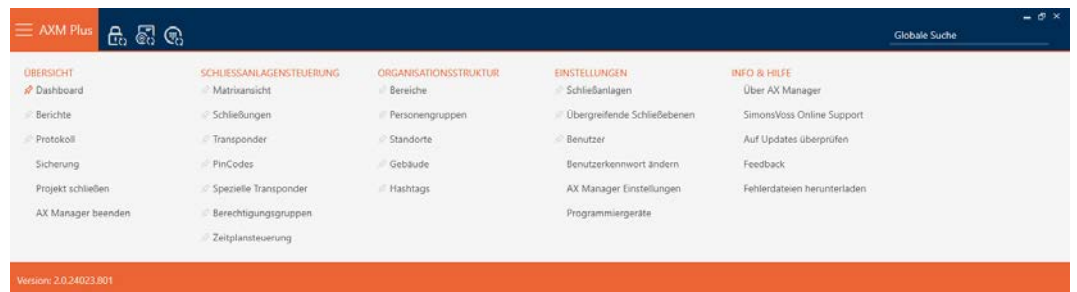 AXM Plus
Globale Suche
ÜBERSICHT
Dashboard
Berichte
Protokoll
Sicherung
Projekt schließen
AX Manager beenden
SCHLIESSANLAGENSTEUERUNG
Matrixansicht
Schließungen
Transponder
PinCodes
Spezielle Transponder
Berechtigungsgruppen
Zeitplansteuerung
ORGANISATIONSSTRUKTUR
Bereiche
Personengruppen
Standorte
Gebäude
Hashtags
EINSTELLUNGEN
Schließanlagen
Übergreifende Schließebenen
Benutzer
Benutzerkennwort ändern
AX Manager Einstellungen
Programmiergeräte
INFO & HILFE
Über AX Manager
SimonsVoss Online Support
Auf Updates überprüfen
Feedback
Fehlerdateien herunterladen
Version: 2.0.24023.801